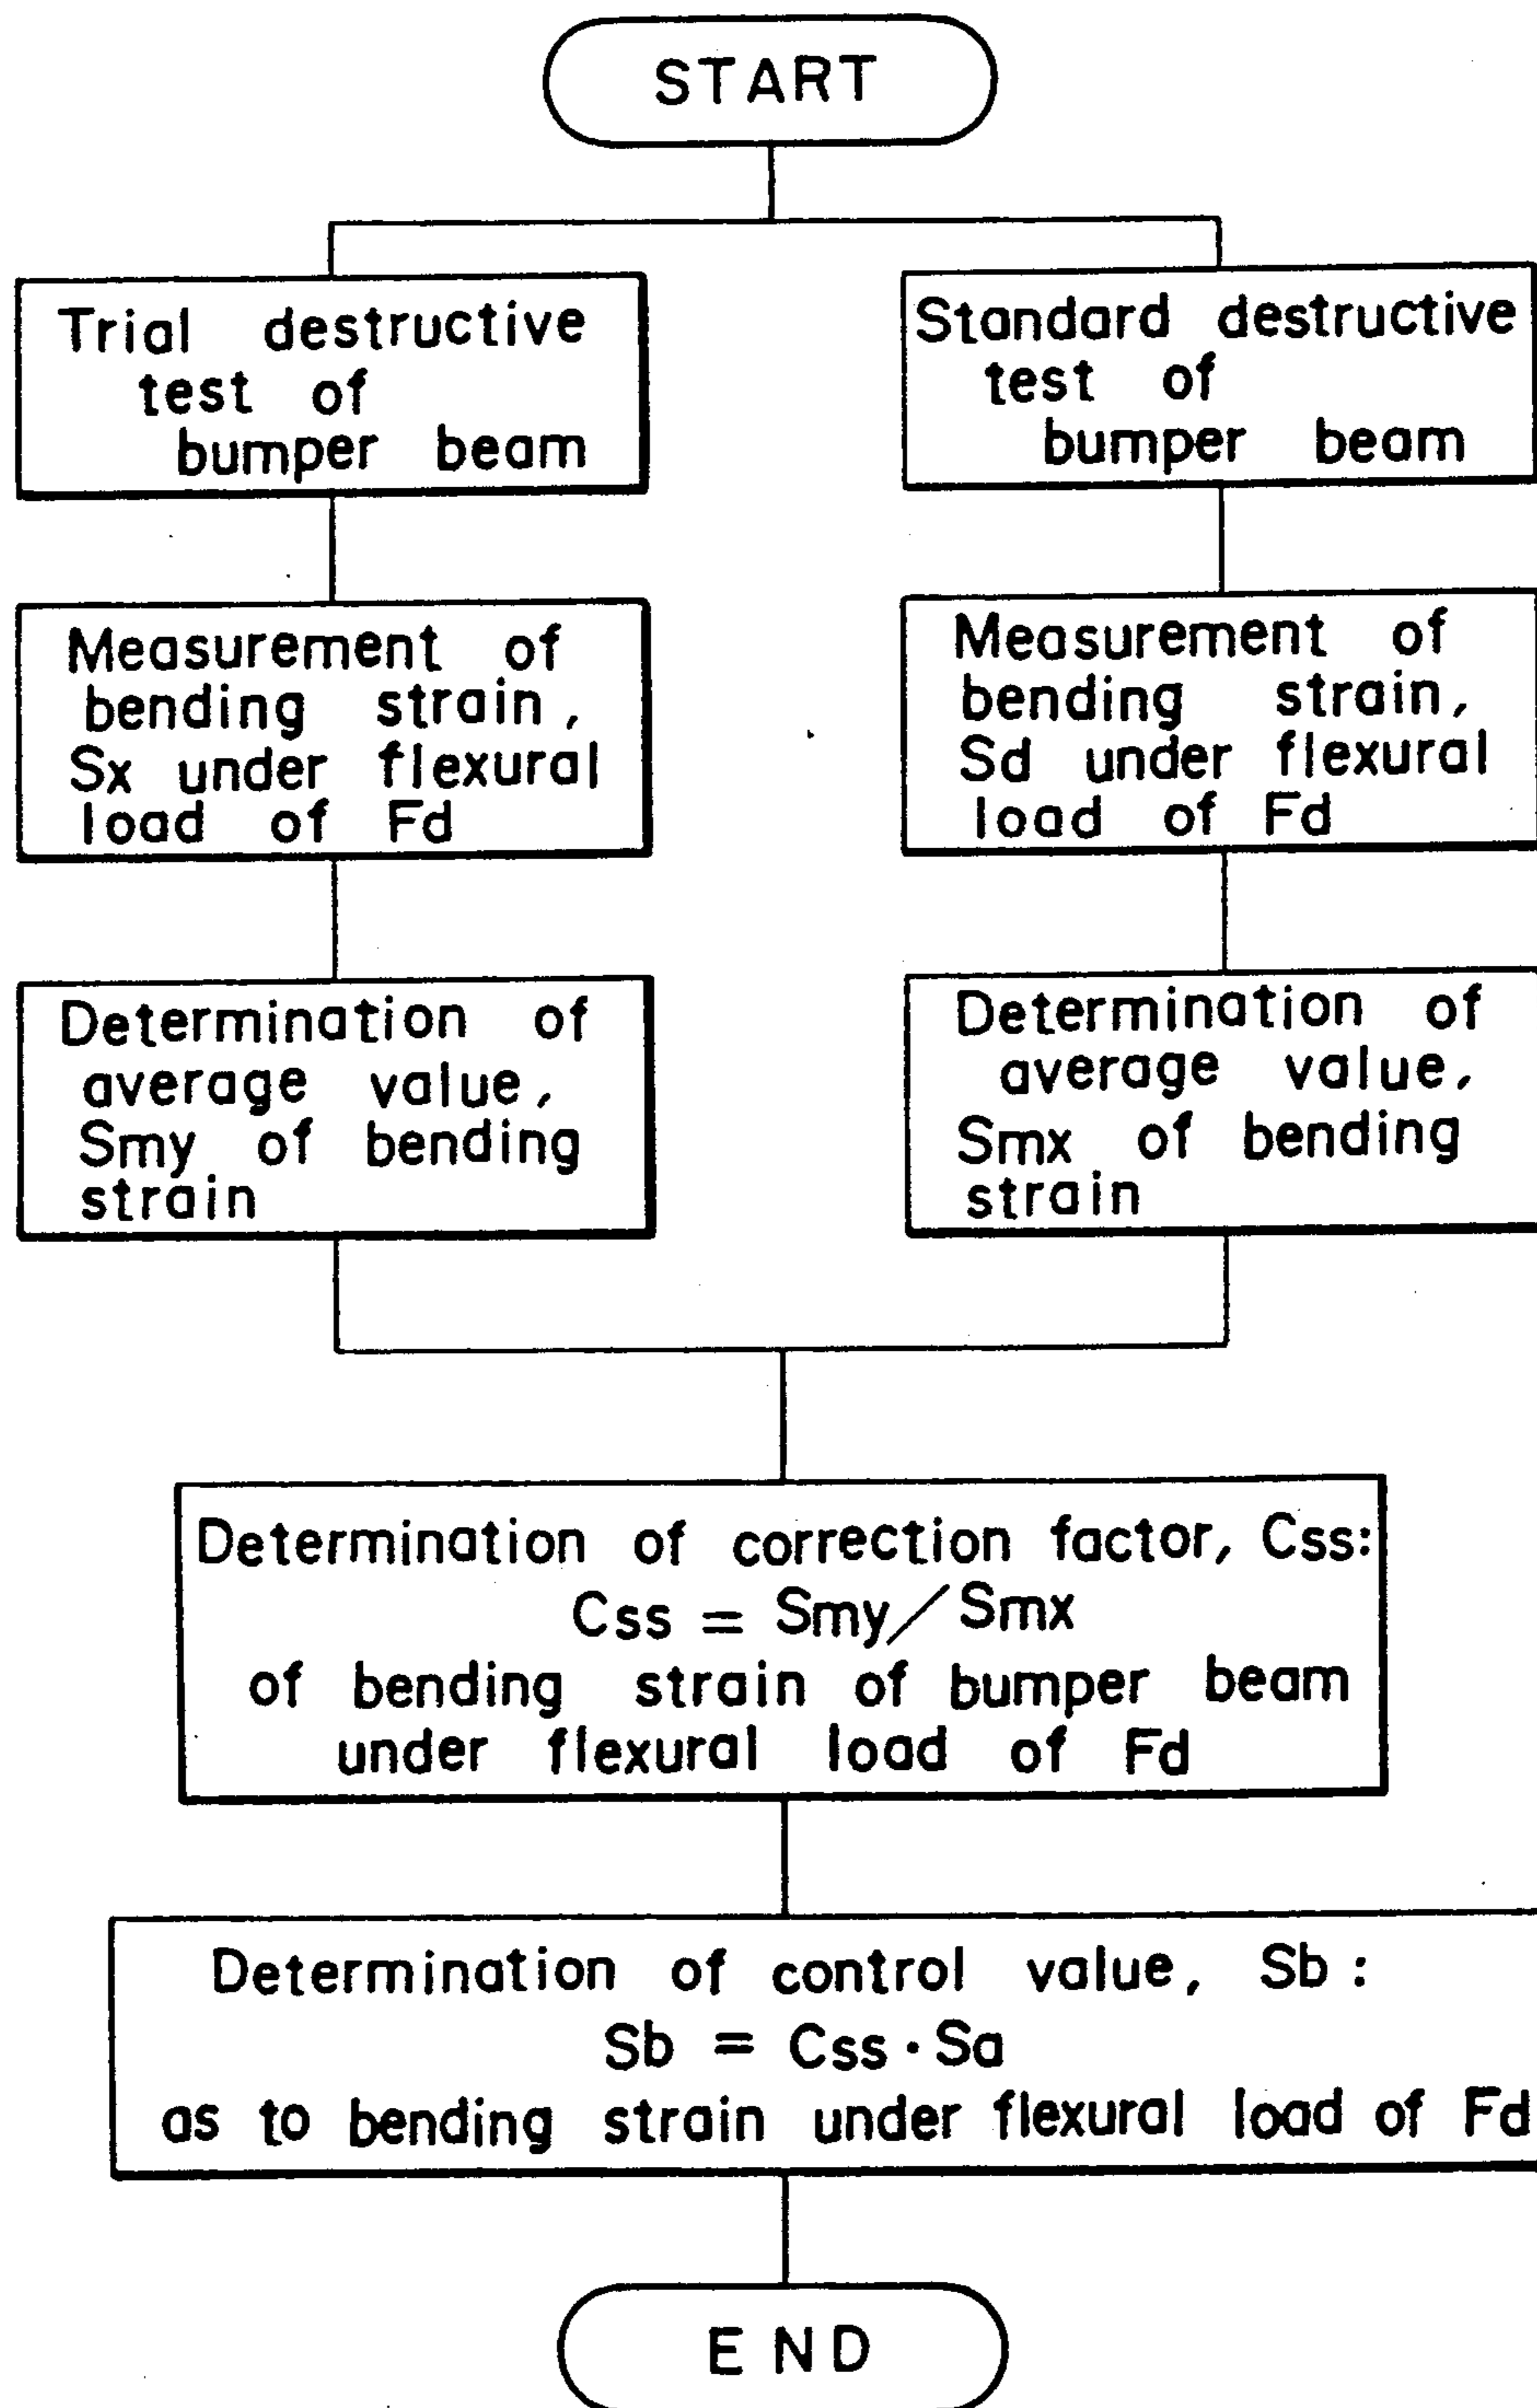 START
Trial destructive
test of
bumper beam
Standard destructive
test of
bumper beam
Measurement of
bending strain,
Sx under flexural
load of Fd
Measurement of
bending strain,
Sd under flexural
load of Fd
Determination of
average value,
Smy of bending
strain
Determination of
average value,
Smx of bending
strain
Determination of correction factor, Css:
Css = Smy/Smx
of bending strain of bumper beam
under flexural load of Fd
Determination of control value, Sb:
Sb = Css·Sa
as to bending strain under flexural load of Fd
END